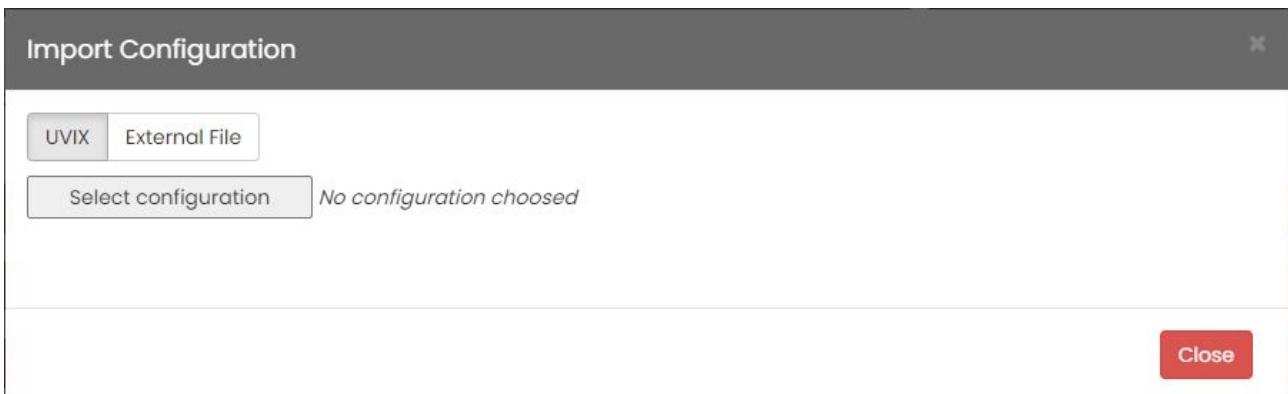 Import Configuration
UVIX External File
Select configuration No configuration choosed
Close